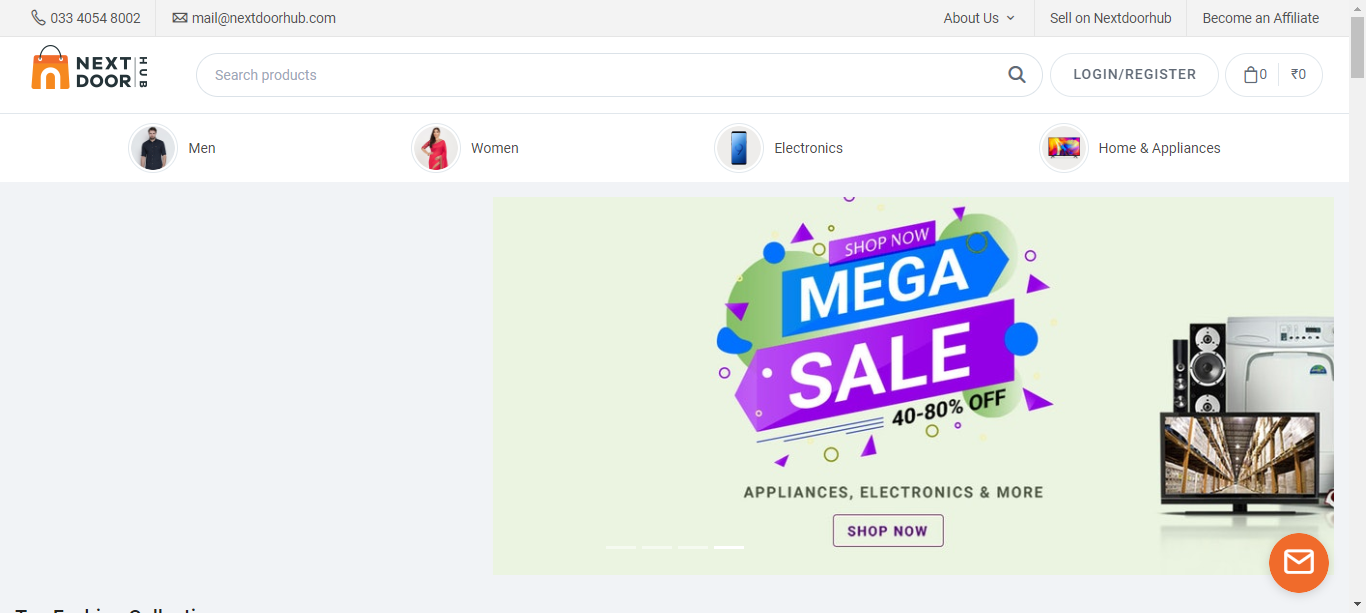 033 4054 8002
mail@nextdoorhub.com
About Us
Sell on Nextdoorhub
Become an Affiliate
NEXT DOOR HUB
Search products
LOGIN/REGISTER
0
₹0
Men
Women
Electronics
Home & Appliances
SHOP NOW
MEGA
SALE
40-80% OFF
APPLIANCES, ELECTRONICS & MORE
SHOP NOW